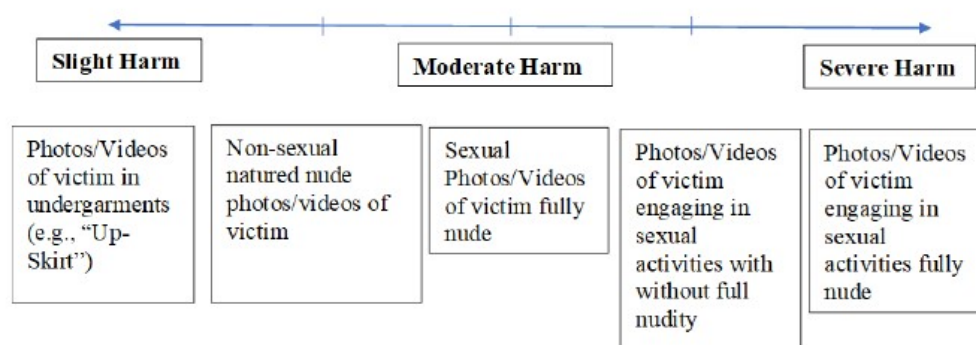 Slight Harm
Moderate Harm
Severe Harm
Photos/Videos
of victim in
undergarments
(e.g., “Up-
Skirt”)
Non-sexual
natured nude
photos/videos of
victim
Sexual
Photos/Videos
of victim fully
nude
Photos/Videos
of victim
engaging in
sexual
activities with
without full
nudity
Photos/Videos
of victim
engaging in
sexual
activities fully
nude